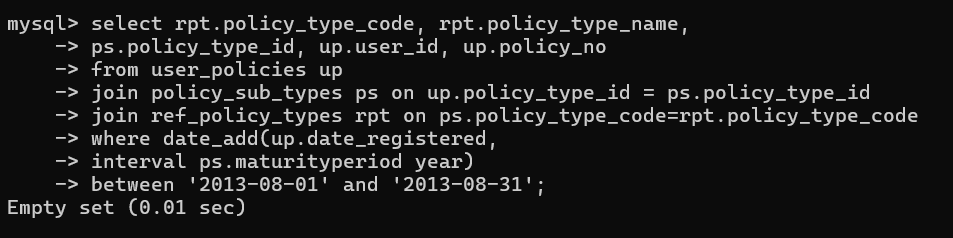 mysql> select rpt.policy_type_code, rpt.policy_type_name,
    -> ps.policy_type_id, up.user_id, up.policy_no
    -> from user_policies up
    -> join policy_sub_types ps on up.policy_type_id = ps.policy_type_id
    -> join ref_policy_types rpt on ps.policy_type_code=rpt.policy_type_code
    -> where date_add(up.date_registered,
    -> interval ps.maturityperiod year)
    -> between '2013-08-01' and '2013-08-31';
Empty set (0.01 sec)